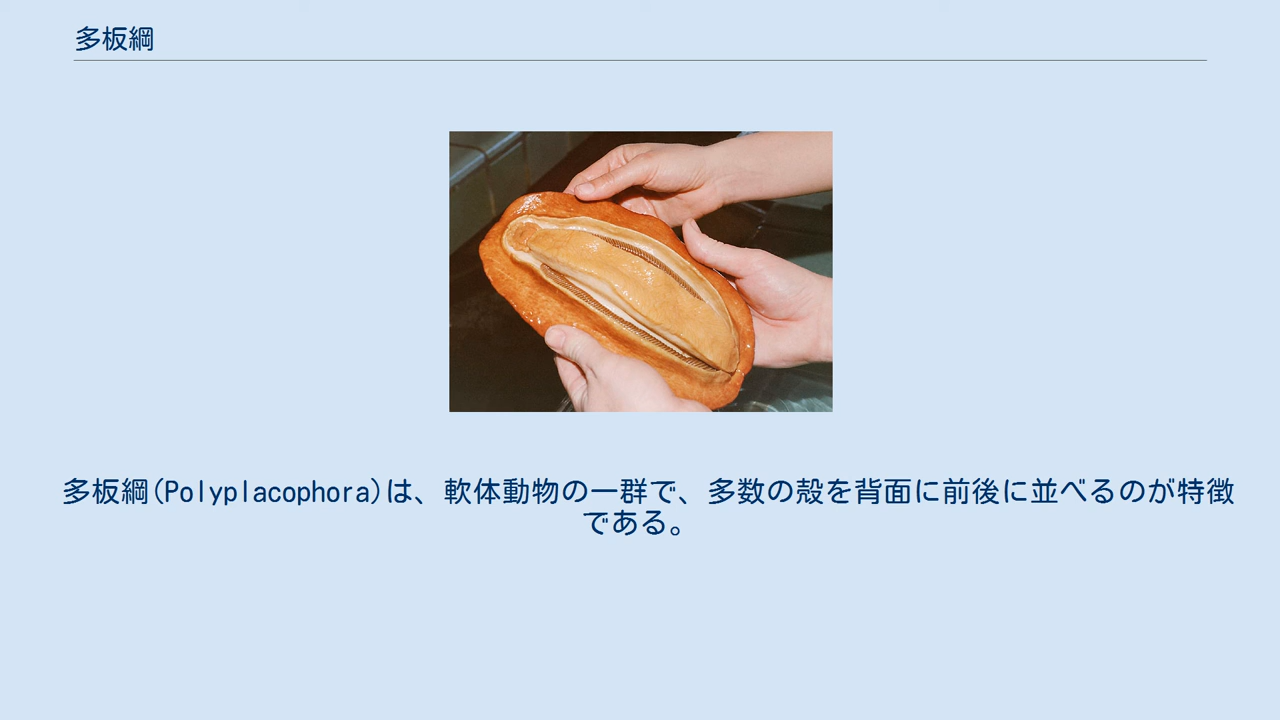 多板綱
多板綱(Polyplacophora)は、軟体動物の一群で、多数の殻を背面に前後に並べるのが特徴
である。